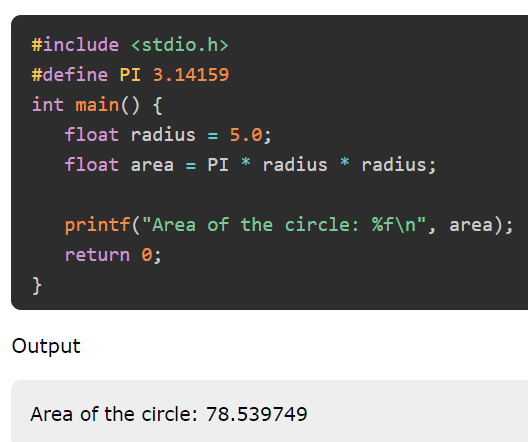 #include <stdio.h>
#define PI 3.14159
int main() {
   float radius = 5.0;
   float area = PI * radius * radius;

   printf("Area of the circle: %f\n", area);
   return 0;
}
Output
Area of the circle: 78.539749